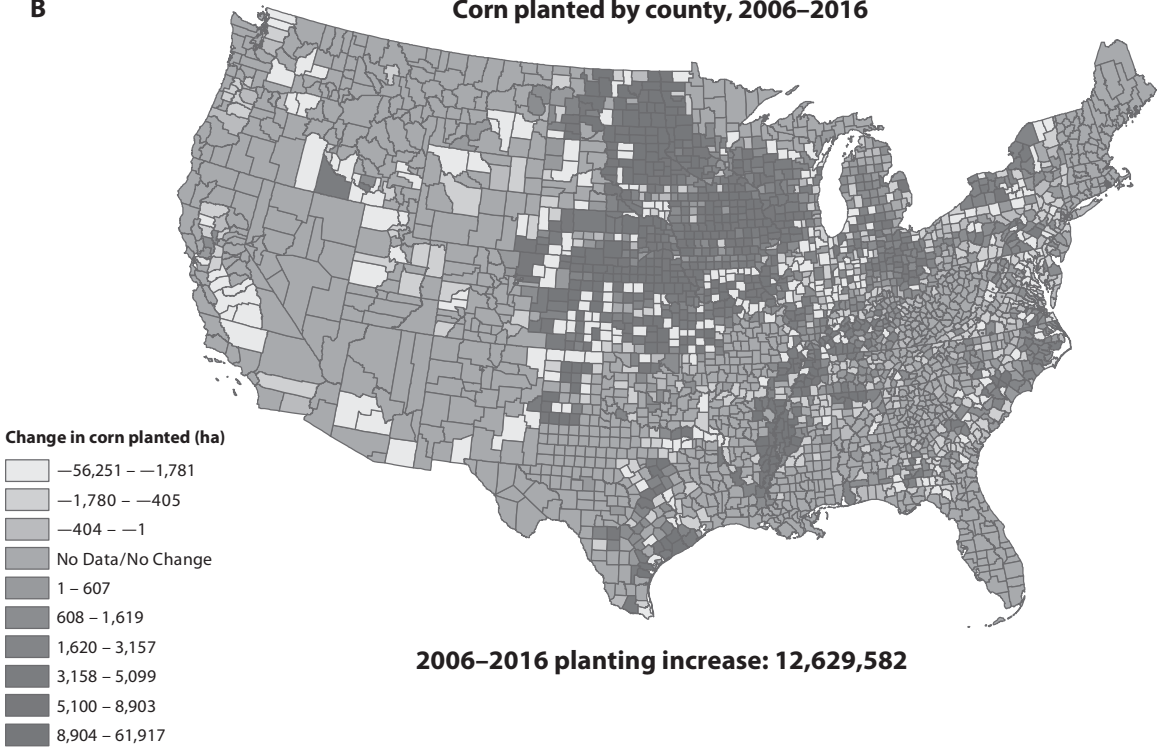 B
Corn planted by county, 2006–2016
Change in corn planted (ha)
—56,251 – —1,781
—1,780 – —405
—404 – —1
No Data/No Change
1 – 607
608 – 1,619
1,620 – 3,157
3,158 – 5,099
5,100 – 8,903
8,904 – 61,917
2006–2016 planting increase: 12,629,582